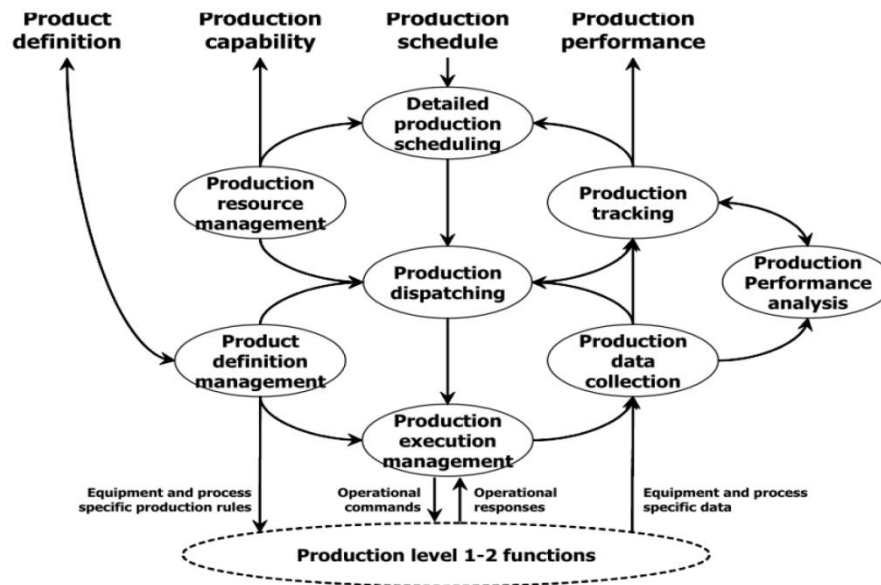 Product
definition
Production
capability
Production
schedule
Production
performance
Detailed
production
scheduling
Production
resource
management
Production
tracking
Production
dispatching
Production
Performance
analysis
Product
definition
management
Production
data
collection
Production
execution
management
Equipment and process
specific production rules
Operational
commands
Operational
responses
Equipment and process
specific data
Production level 1-2 functions